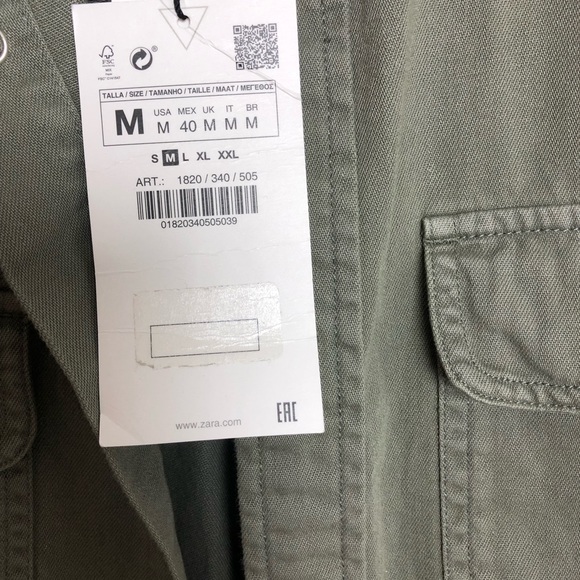 FSC
TALLA / SIZE / TAMANHO / TAILLE / MAAT / ΜΕΓΕΘΟΣ
M USA MEX UK IT BR
M 40 M M M
S M L XL XXL
ART.: 1820 / 340 / 505
01820340505039
www.zara.com
EAC